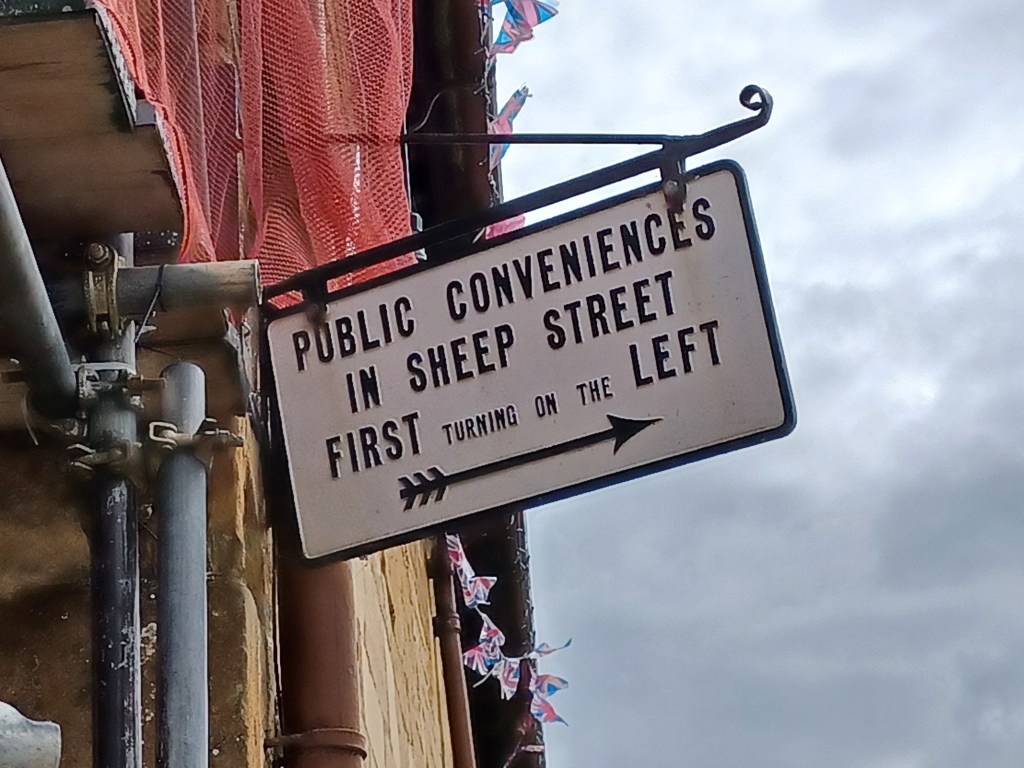 PUBLIC CONVENIENCES
IN SHEEP STREET
FIRST TURNING ON THE LEFT